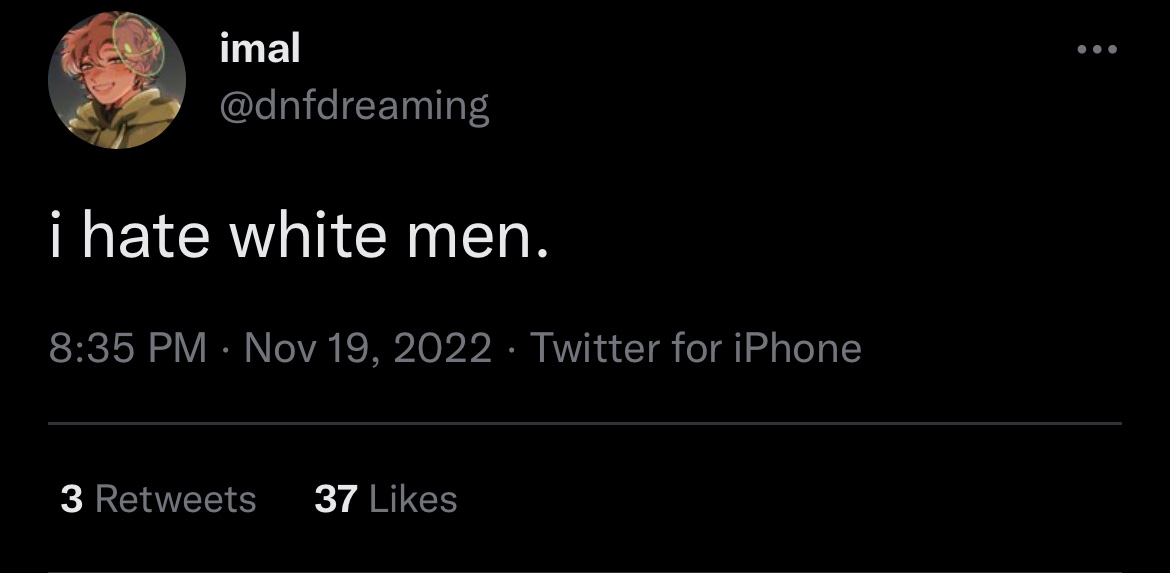 imal
@dnfdreaming
i hate white men.
8:35 PM · Nov 19, 2022 · Twitter for iPhone
3 Retweets 37 Likes